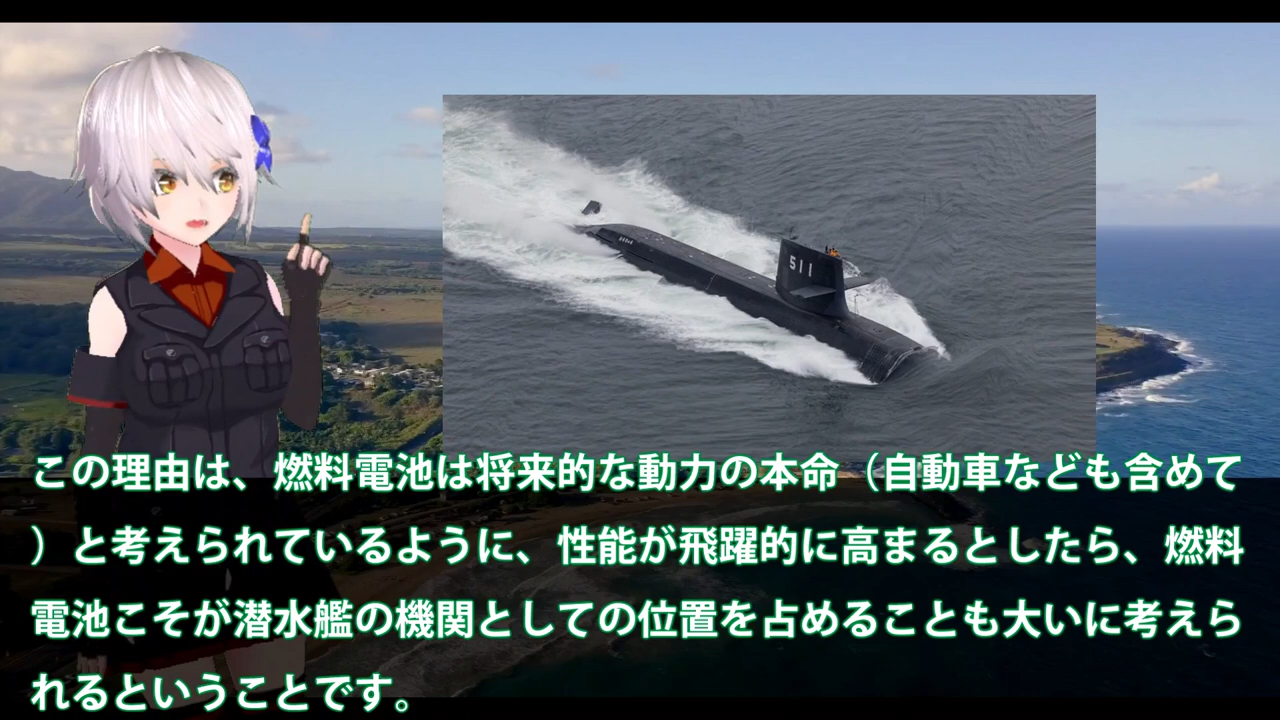 511
この理由は、燃料電池は将来的な動力の本命（自動車なども含めて
）と考えられているように、性能が飛躍的に高まるとしたら、燃料
電池こそが潜水艦の機関としての位置を占めることも大いに考えら
れるということです。